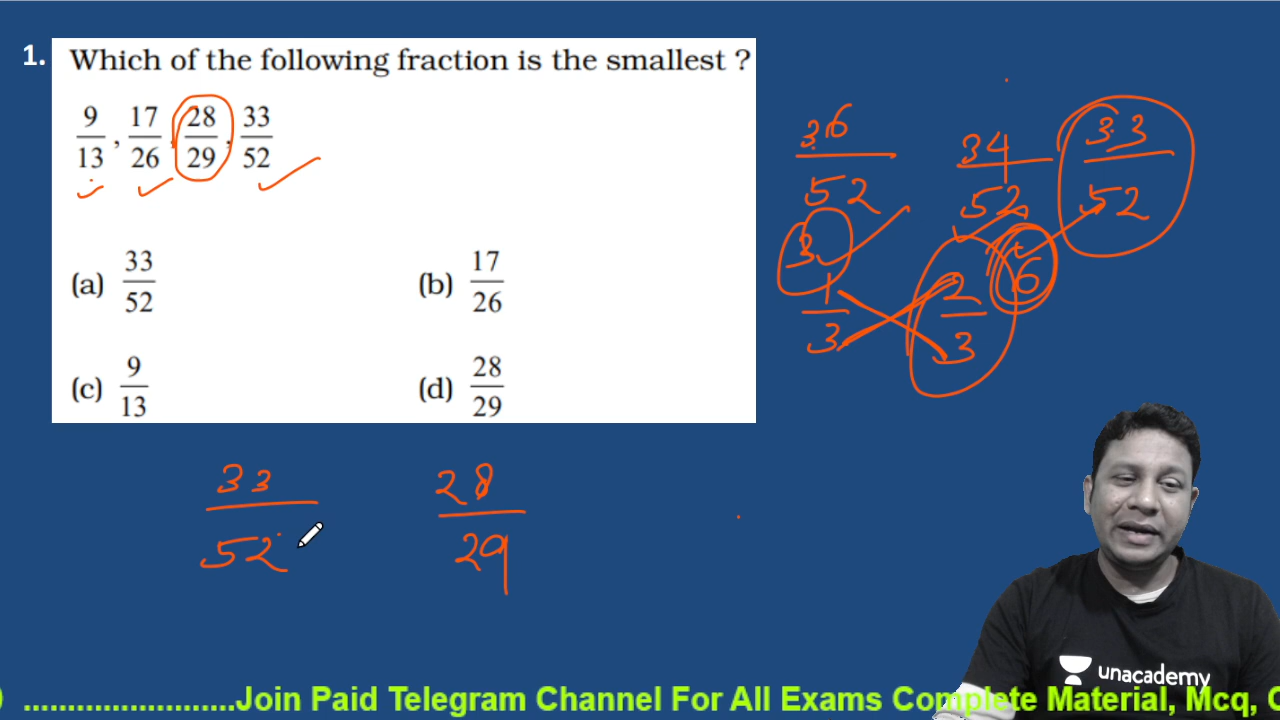 1. Which of the following fraction is the smallest ?
9/13, 17/26, 28/29, 33/52
(a) 33/52
(b) 17/26
(c) 9/13
(d) 28/29
36/52
34/52
33/52
3
6
1/3
2/3
33/52
28/29
unacademy
) ........................Join Paid Telegram Channel For All Exams Complete Material, Mcq, C